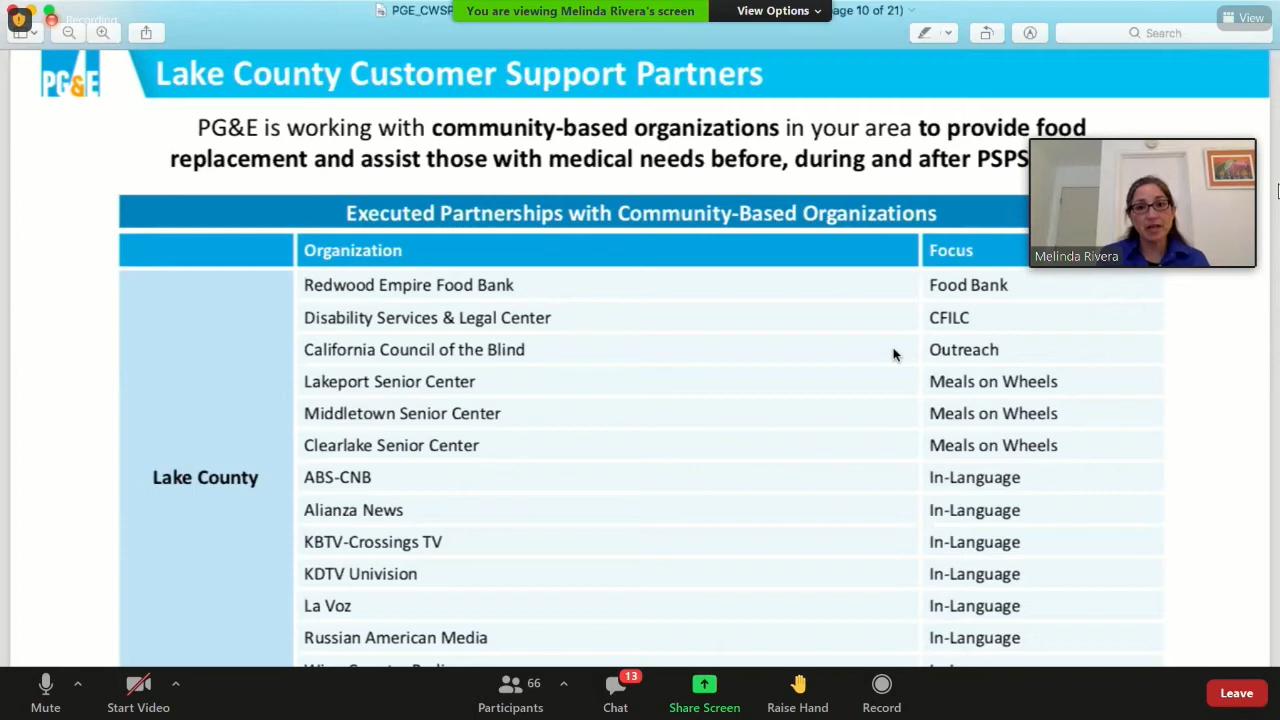 Recording
PGE_CWSP
You are viewing Melinda Rivera's screen
View Options
age 10 of 21)
View
Search
PG&E
Lake County Customer Support Partners
PG&E is working with community-based organizations in your area to provide food
replacement and assist those with medical needs before, during and after PSPS
Executed Partnerships with Community-Based Organizations
Organization Focus
Melinda Rivera
Redwood Empire Food Bank Food Bank
Disability Services & Legal Center CFILC
California Council of the Blind Outreach
Lakeport Senior Center Meals on Wheels
Middletown Senior Center Meals on Wheels
Clearlake Senior Center Meals on Wheels
Lake County
ABS-CNB In-Language
Alianza News In-Language
KBTV-Crossings TV In-Language
KDTV Univision In-Language
La Voz In-Language
Russian American Media In-Language
Mute
Start Video
66
Participants
13
Chat
Share Screen
Raise Hand
Record
Leave